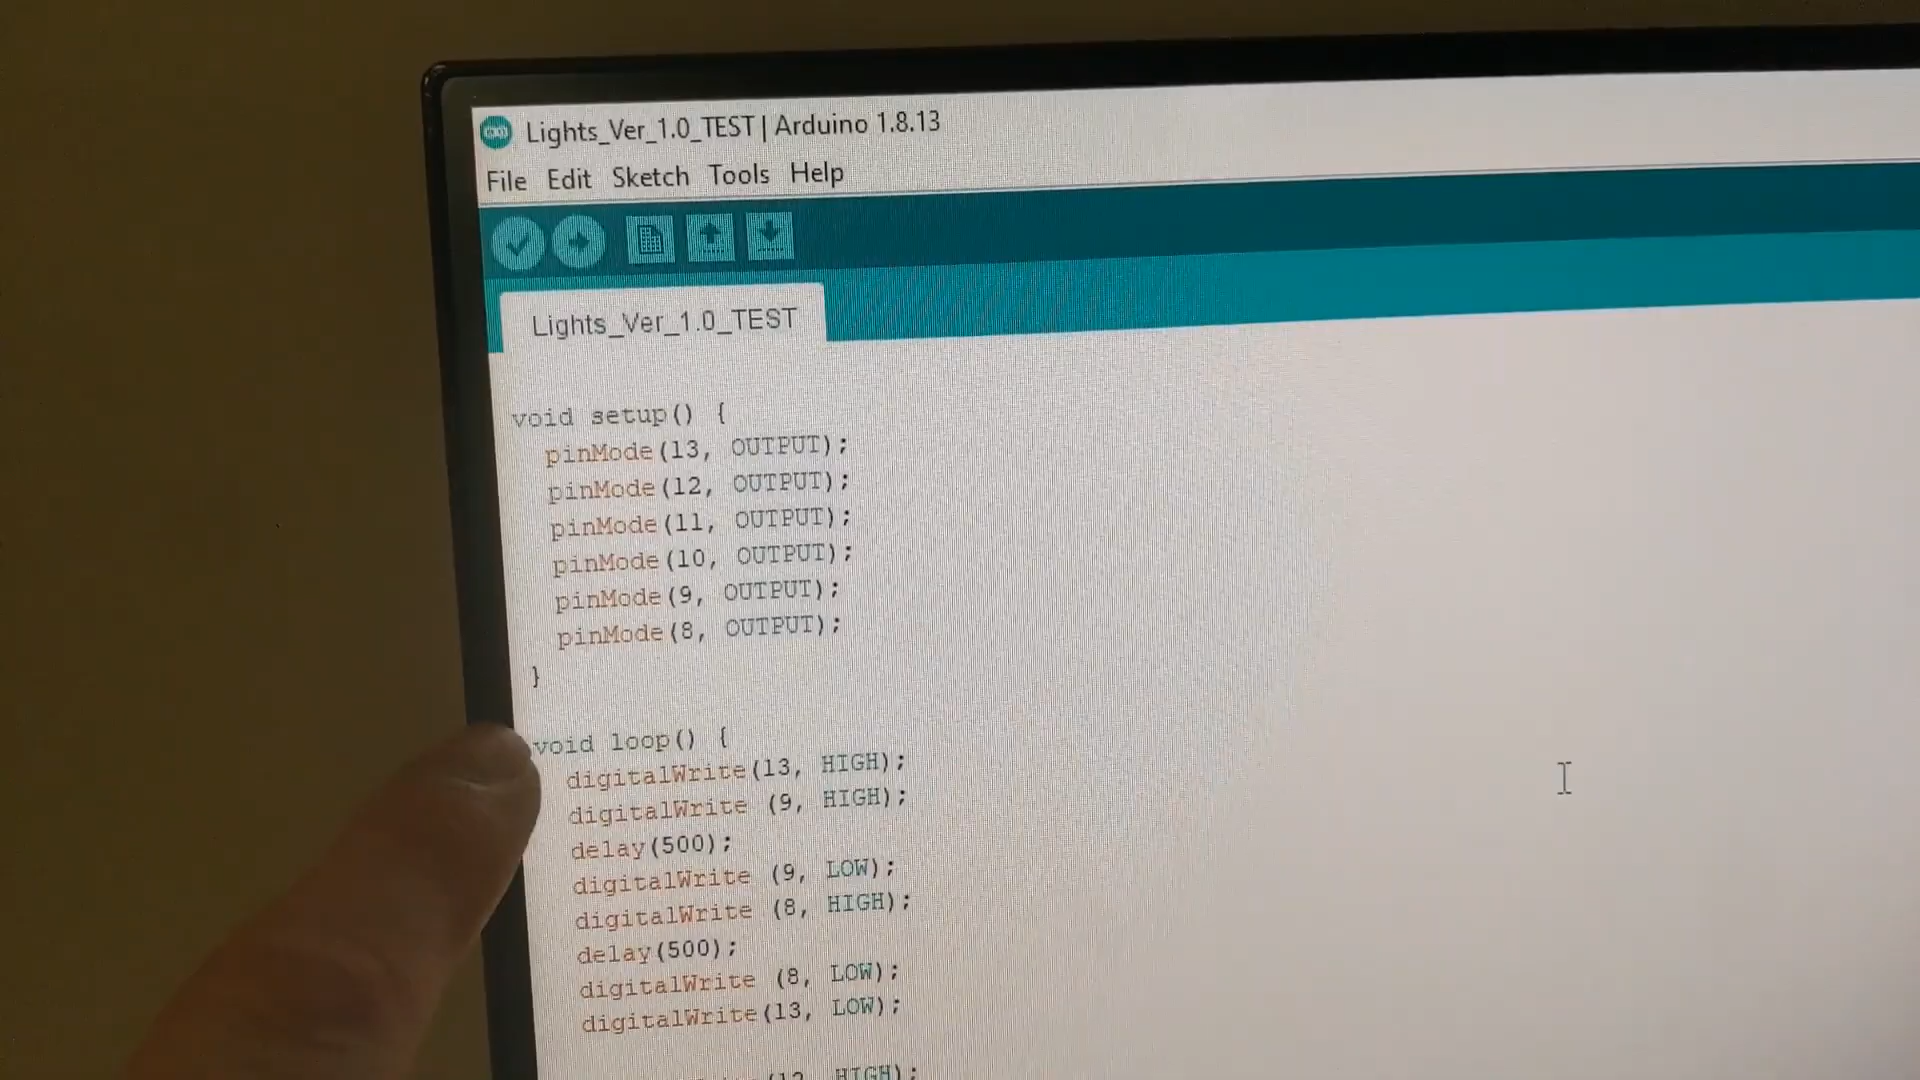 Lights_Ver_1.0_TEST | Arduino 1.8.13
File Edit Sketch Tools Help
Lights_Ver_1.0_TEST
void setup() {
pinMode(13, OUTPUT);
pinMode(12, OUTPUT);
pinMode(11, OUTPUT);
pinMode(10, OUTPUT);
pinMode(9, OUTPUT);
pinMode(8, OUTPUT);
}
void loop() {
digitalWrite(13, HIGH);
digitalWrite (9, HIGH);
delay(500);
digitalWrite (9, LOW);
digitalWrite (8, HIGH);
delay(500);
digitalWrite (8, LOW);
digitalWrite(13, LOW);
HIGH);